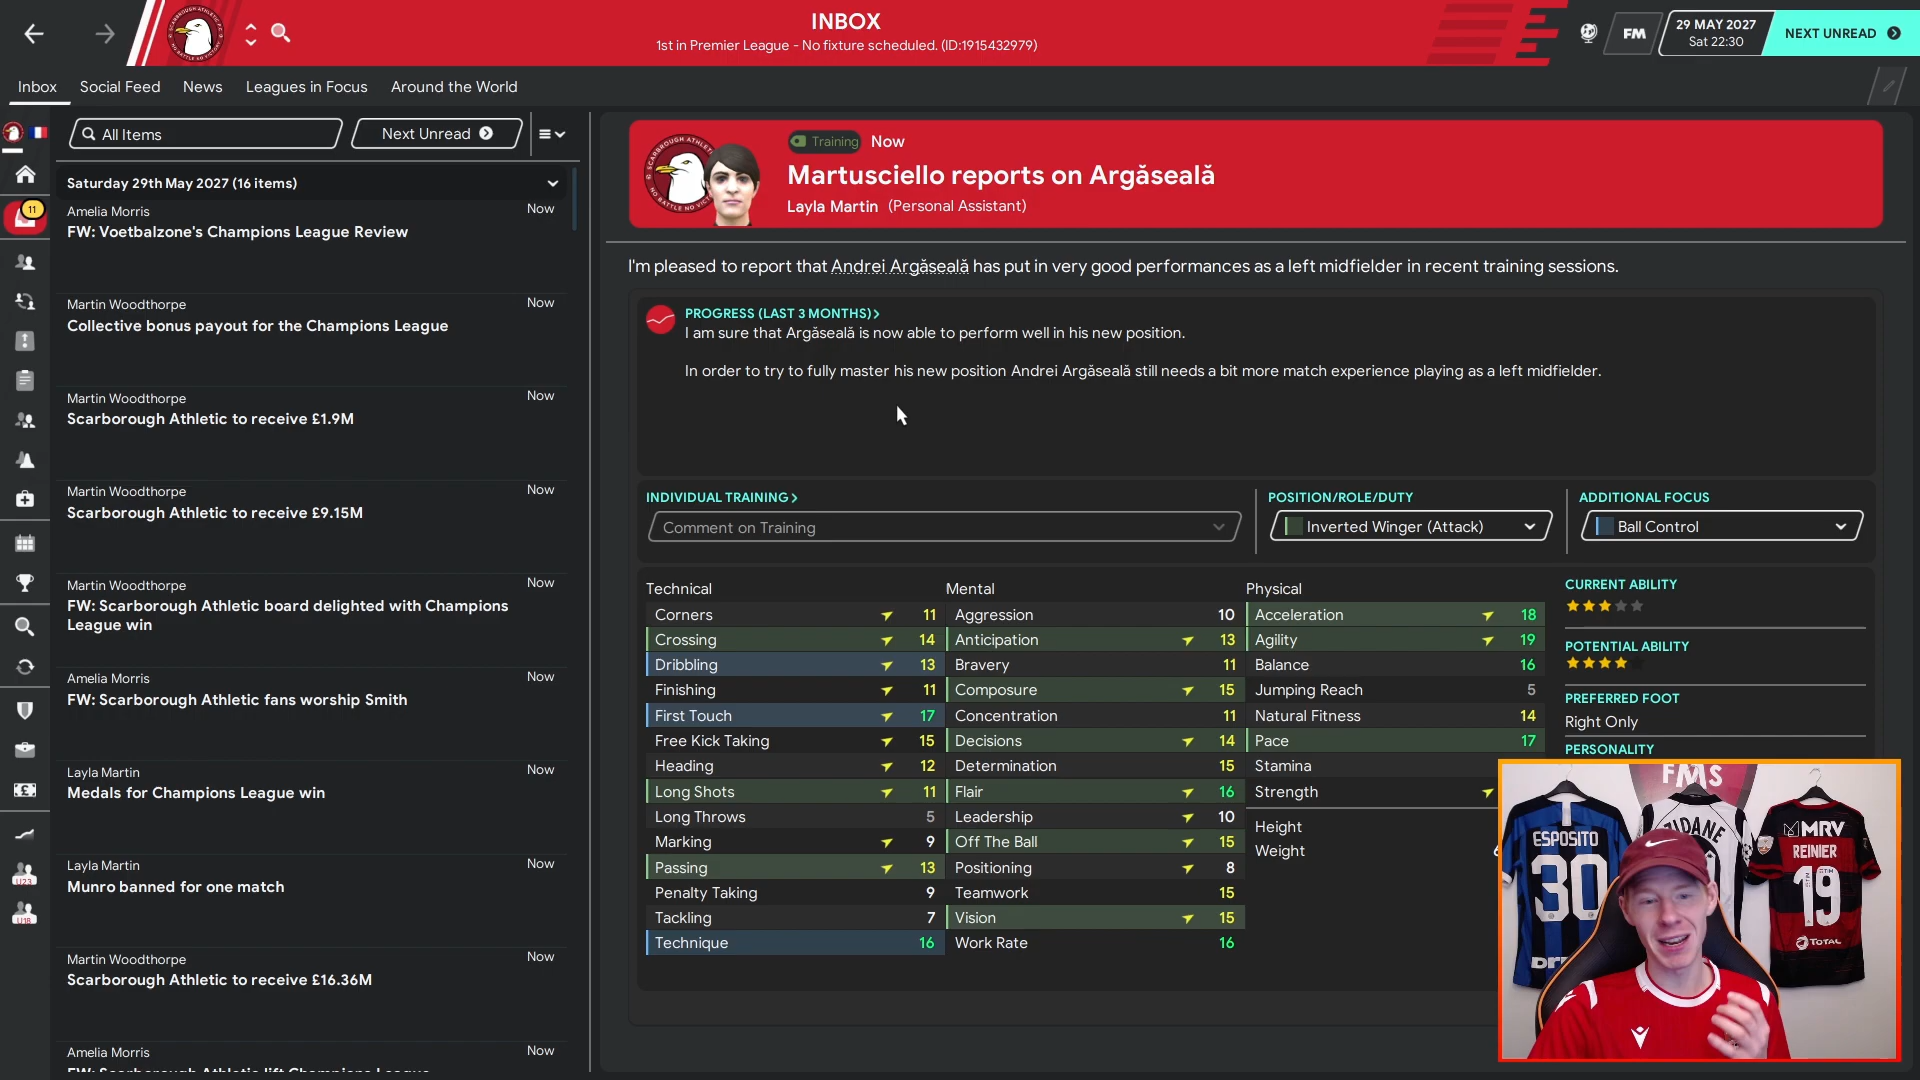 INBOX
1st in Premier League - No fixture scheduled. (ID:1915432979)
FM
29 MAY 2027
Sat 22:30
NEXT UNREAD
Inbox
Social Feed
News
Leagues in Focus
Around the World
All Items
Next Unread
11
U23
U18
Saturday 29th May 2027 (16 items)
Amelia Morris
Now
FW: Voetbalzone's Champions League Review
Martin Woodthorpe
Now
Collective bonus payout for the Champions League
Martin Woodthorpe
Now
Scarborough Athletic to receive £1.9M
Martin Woodthorpe
Now
Scarborough Athletic to receive £9.15M
Martin Woodthorpe
Now
FW: Scarborough Athletic board delighted with Champions
League win
Amelia Morris
Now
FW: Scarborough Athletic fans worship Smith
Layla Martin
Now
Medals for Champions League win
Layla Martin
Now
Munro banned for one match
Martin Woodthorpe
Now
Scarborough Athletic to receive £16.36M
Amelia Morris
Now
FW: Scarborough Athletic lift Champions League
Training
Now
Martusciello reports on Argăseală
Layla Martin (Personal Assistant)
I'm pleased to report that Andrei Argăseală has put in very good performances as a left midfielder in recent training sessions.
PROGRESS (LAST 3 MONTHS)
I am sure that Argăseală is now able to perform well in his new position.
In order to try to fully master his new position Andrei Argăseală still needs a bit more match experience playing as a left midfielder.
INDIVIDUAL TRAINING
Comment on Training
POSITION/ROLE/DUTY
Inverted Winger (Attack)
ADDITIONAL FOCUS
Ball Control
Technical
Corners 11
Crossing 14
Dribbling 13
Finishing 11
First Touch 17
Free Kick Taking 15
Heading 12
Long Shots 11
Long Throws 5
Marking 9
Passing 13
Penalty Taking 9
Tackling 7
Technique 16
Mental
Aggression 10
Anticipation 13
Bravery 11
Composure 15
Concentration 11
Decisions 14
Determination 15
Flair 16
Leadership 10
Off The Ball 15
Positioning 8
Teamwork 15
Vision 15
Work Rate 16
Physical
Acceleration 18
Agility 19
Balance 16
Jumping Reach 5
Natural Fitness 14
Pace 17
Stamina
Strength
Height
Weight
CURRENT ABILITY
POTENTIAL ABILITY
PREFERRED FOOT
Right Only
PERSONALITY
FMS
ESPOSITO
30
ZIDANE
MRV
REINIER
19
TOTAL